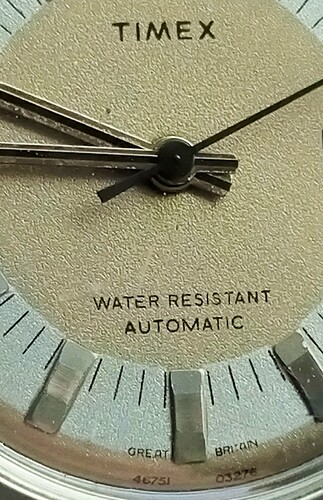 TIMEX
WATER RESISTANT
AUTOMATIC
GREAT BRITAIN
46751 03276